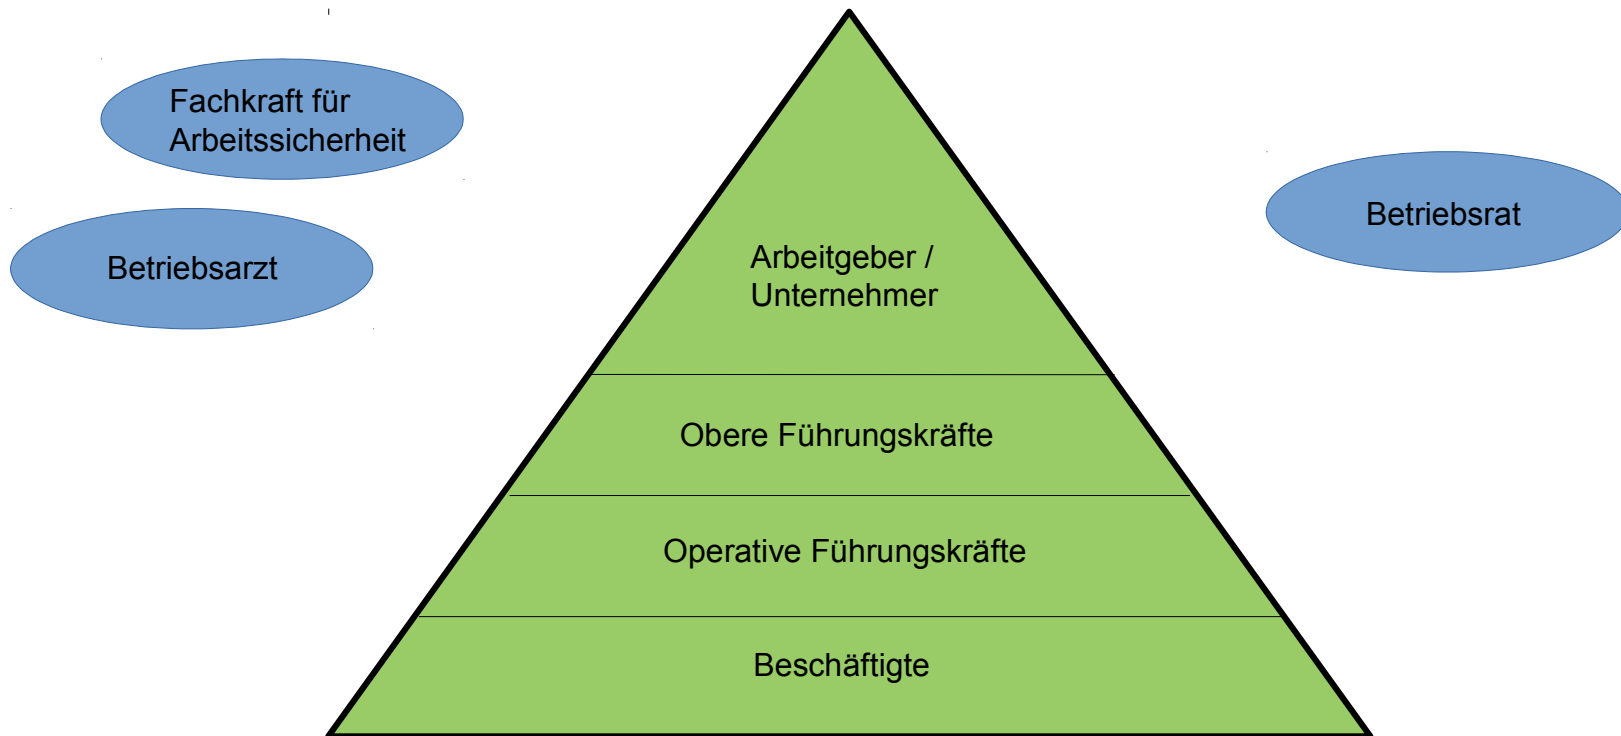 Fachkraft für
Arbeitssicherheit
Betriebsarzt
Betriebsrat
Arbeitgeber /
Unternehmer
Obere Führungskräfte
Operative Führungskräfte
Beschäftigte